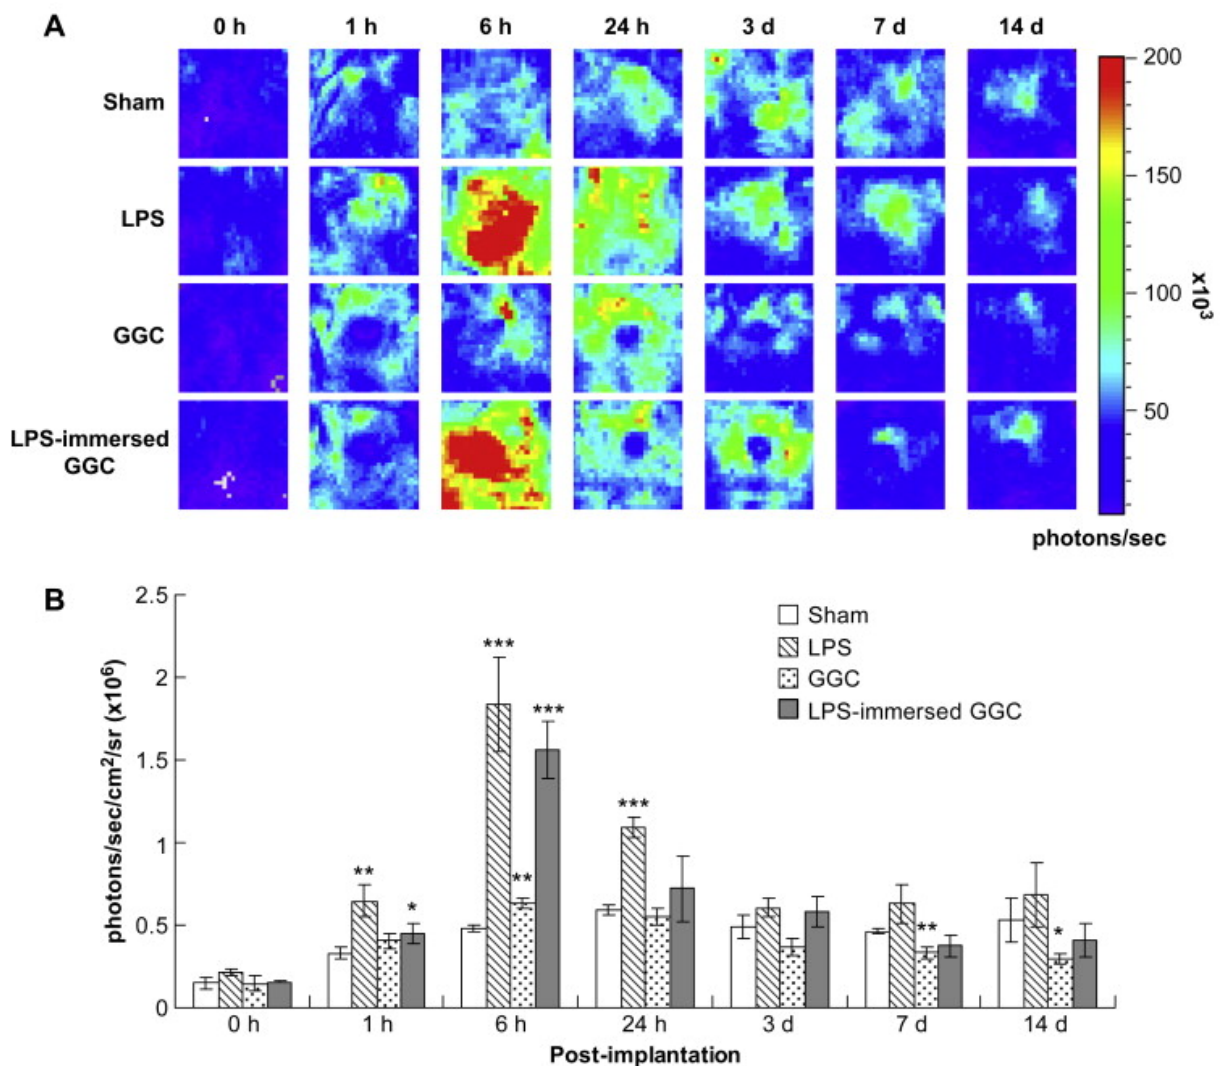 A
0 h 1 h 6 h 24 h 3 d 7 d 14 d
Sham
LPS
GGC
LPS-immersed
GGC
200
150
100
50
x10³
photons/sec
B
photons/sec/cm²/sr (x10⁶)
2.5
2
1.5
1
0.5
0
Sham
LPS
GGC
LPS-immersed GGC
** *
*** ** ***
***
**
*
0 h 1 h 6 h 24 h 3 d 7 d 14 d
Post-implantation